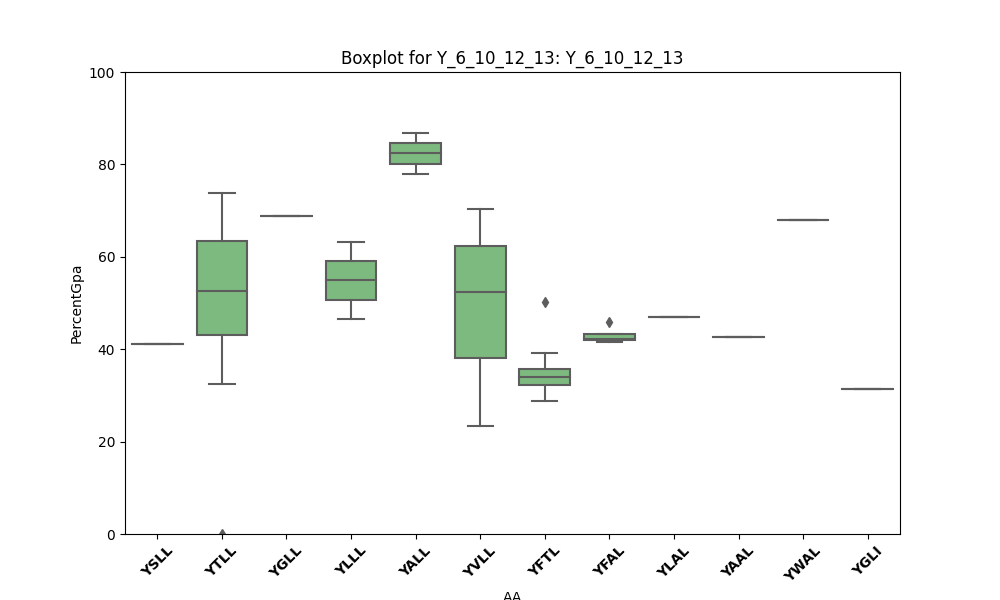 Boxplot for Y_6_10_12_13: Y_6_10_12_13
PercentGpa
100
80
60
40
20
0
YSLL YTLL YGLL YLLL YALL YVLL YFTL YFAL YLAL YAAL YWAL YGLI
AA